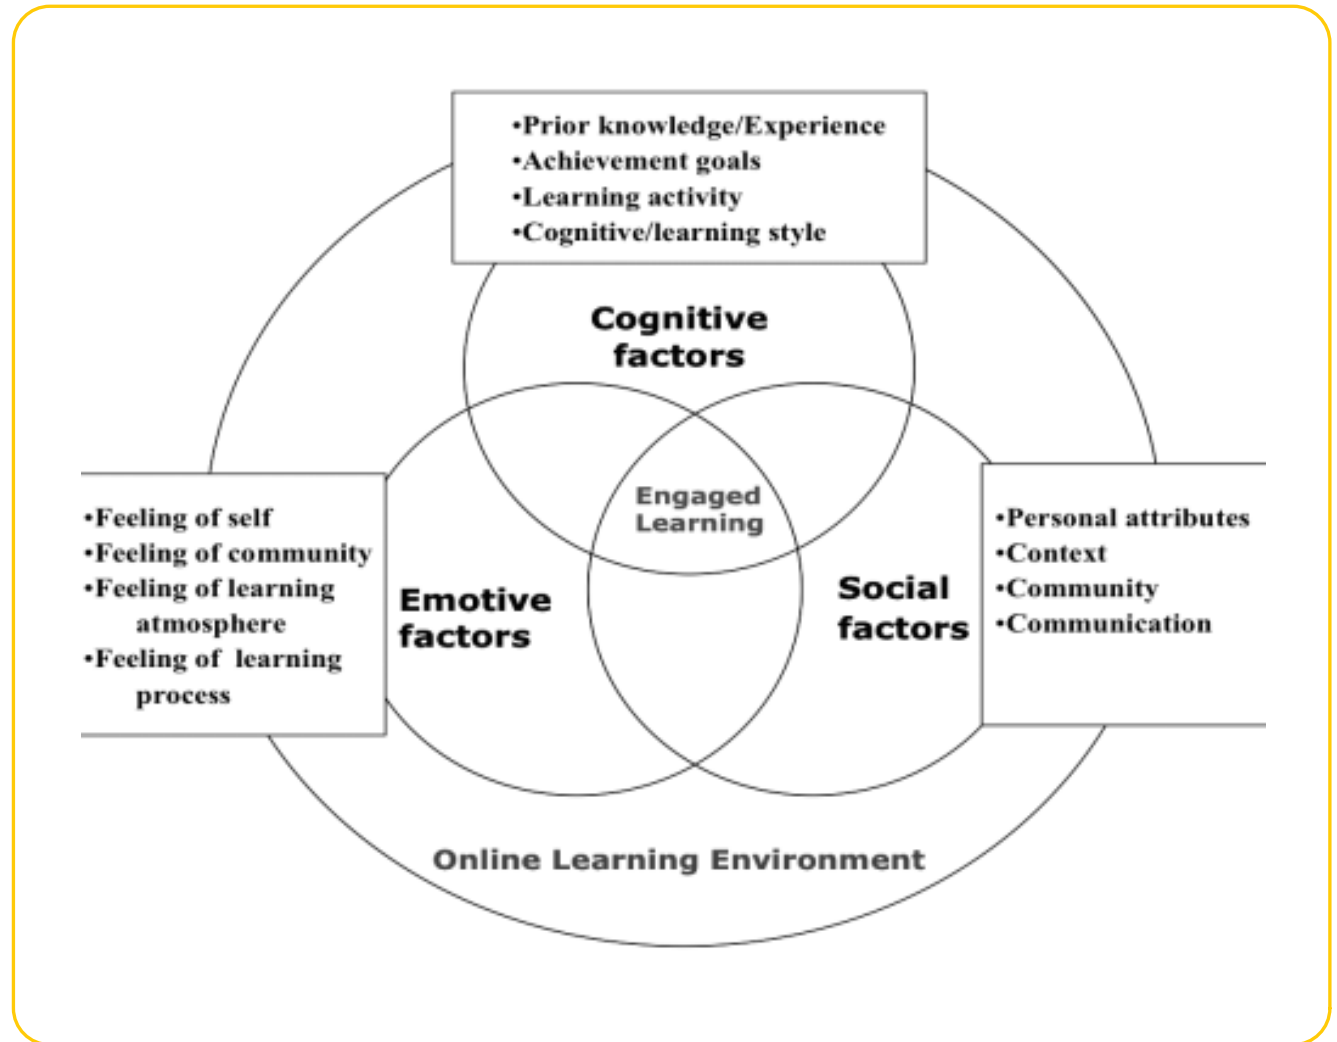 •Prior knowledge/Experience
•Achievement goals
•Learning activity
•Cognitive/learning style
Cognitive
factors
Engaged
Learning
•Feeling of self
•Feeling of community
•Feeling of learning
atmosphere
•Feeling of learning
process
Emotive
factors
Social
factors
•Personal attributes
•Context
•Community
•Communication
Online Learning Environment